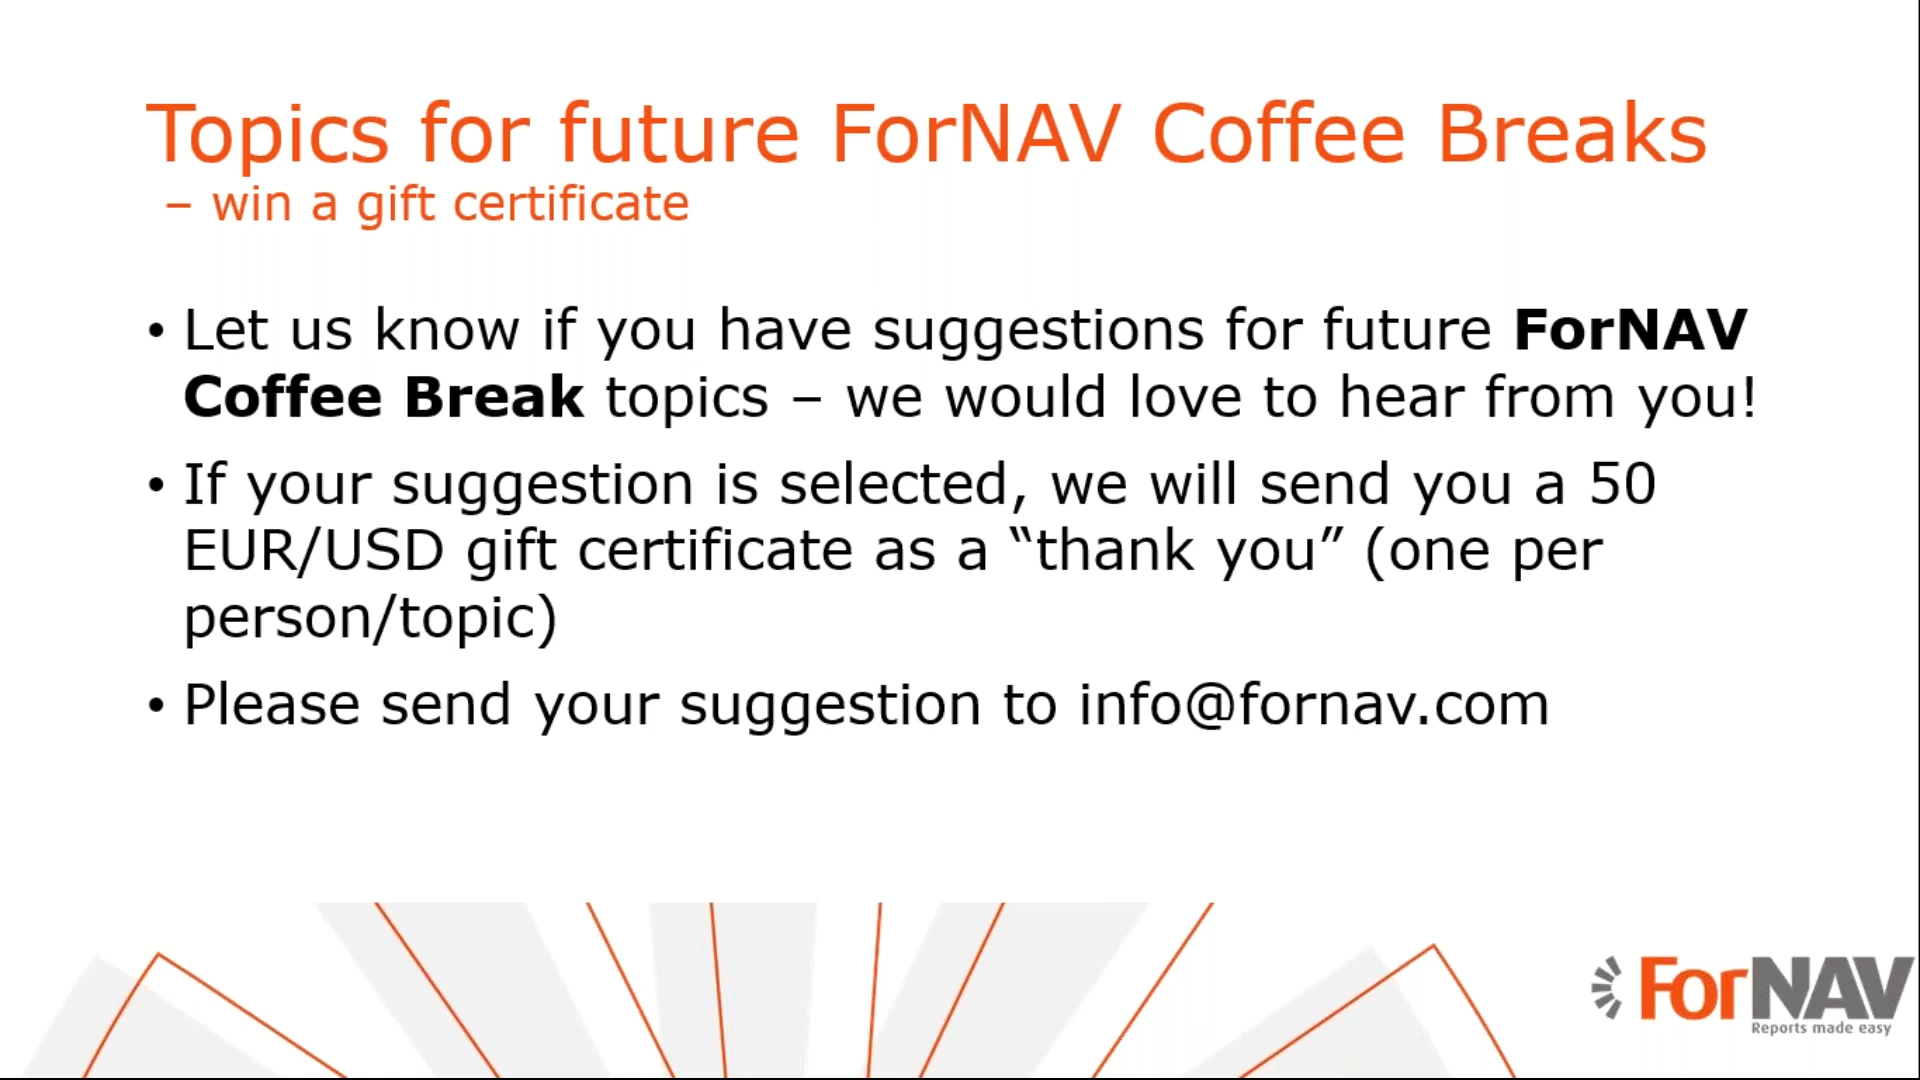 Topics for future ForNAV Coffee Breaks
– win a gift certificate
• Let us know if you have suggestions for future ForNAV
Coffee Break topics – we would love to hear from you!
• If your suggestion is selected, we will send you a 50
EUR/USD gift certificate as a “thank you” (one per
person/topic)
• Please send your suggestion to info@fornav.com
ForNAV
Reports made easy